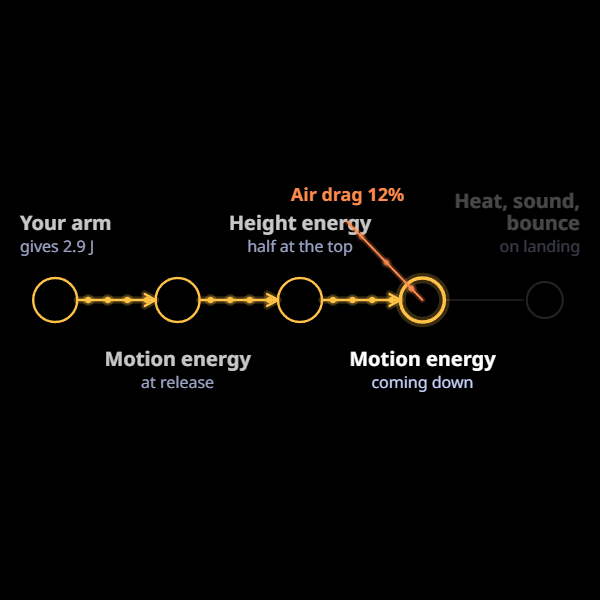 Air drag 12%
Your arm
gives 2.9 J
Height energy
half at the top
Heat, sound,
bounce
on landing
Motion energy
at release
Motion energy
coming down